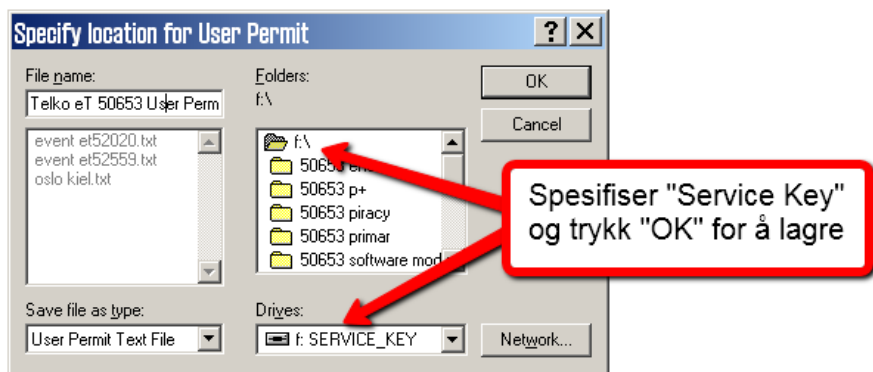 Specify location for User Permit
File name:
Telko eT 50653 User Perm
event et52020.txt
event et52559.txt
oslo kiel.txt
Save file as type:
User Permit Text File
Folders:
f:\
f:\
50653
50653 p+
50653 piracy
50653 primar
50653 software mod
Drives:
f: SERVICE_KEY
OK
Cancel
Network...
Spesifiser "Service Key"
og trykk "OK" for å lagre